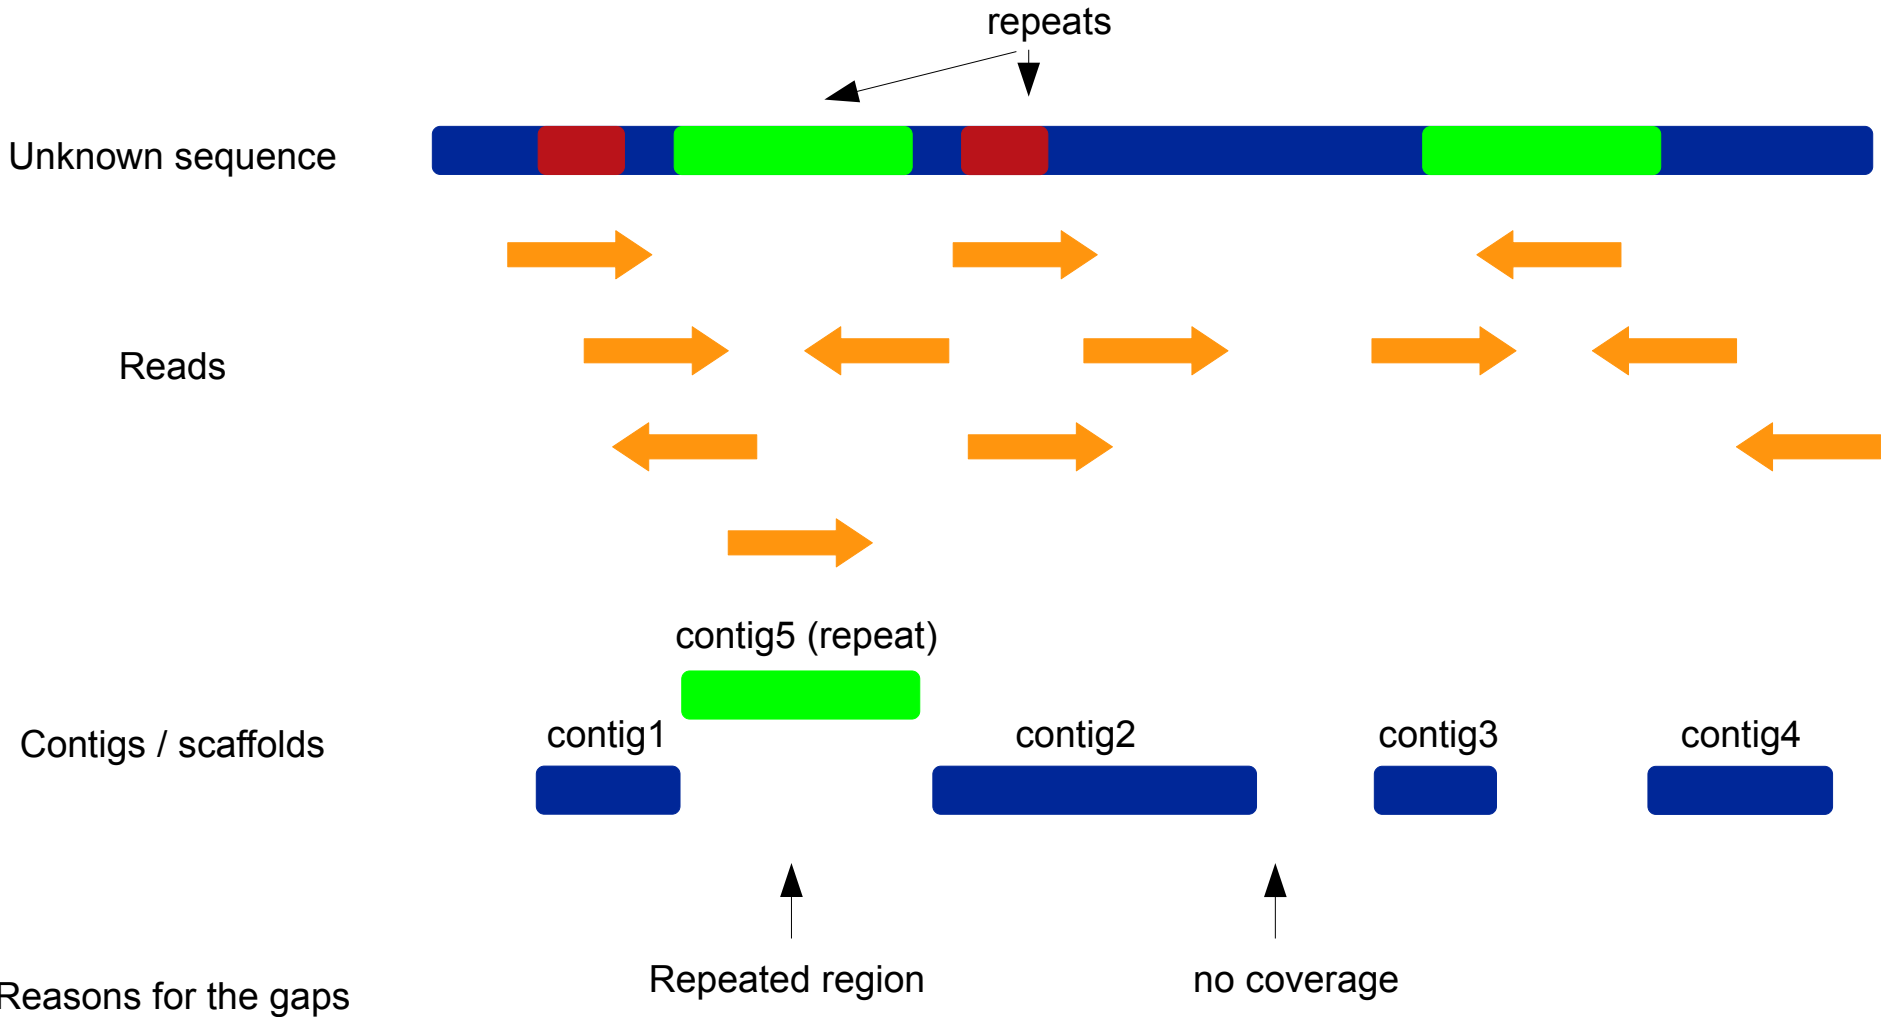 repeats
Unknown sequence
Reads
contig5 (repeat)
Contigs / scaffolds
contig1
contig2
contig3
contig4
Repeated region
no coverage
Reasons for the gaps